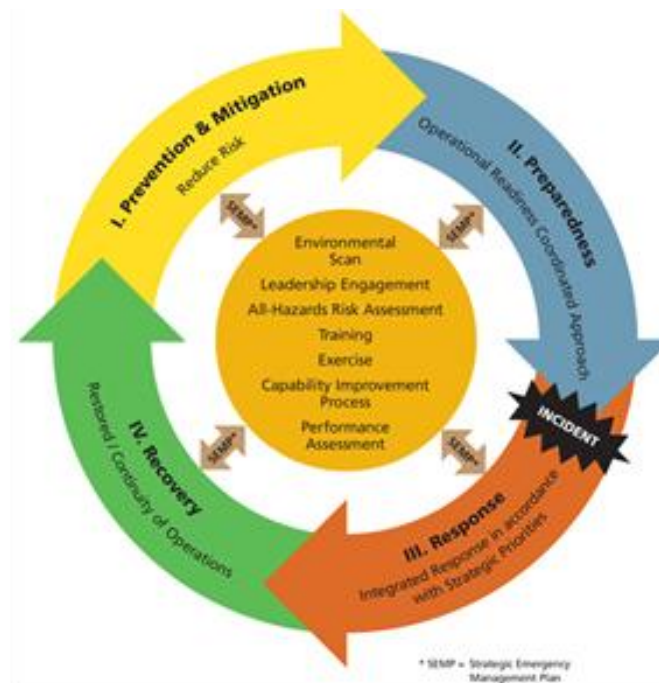 I. Prevention & Mitigation
Reduce Risk
II. Preparedness
Operational Readiness Coordinated Approach
SEMP*
SEMP*
Environmental
Scan
Leadership Engagement
All-Hazards Risk Assessment
Training
Exercise
Capability Improvement
Process
Performance
Assessment
INCIDENT
IV. Recovery
Restored / Continuity of Operations
SEMP*
SEMP*
III. Response
Integrated Response in accordance
with Strategic Priorities
* SEMP = Strategic Emergency
Management Plan